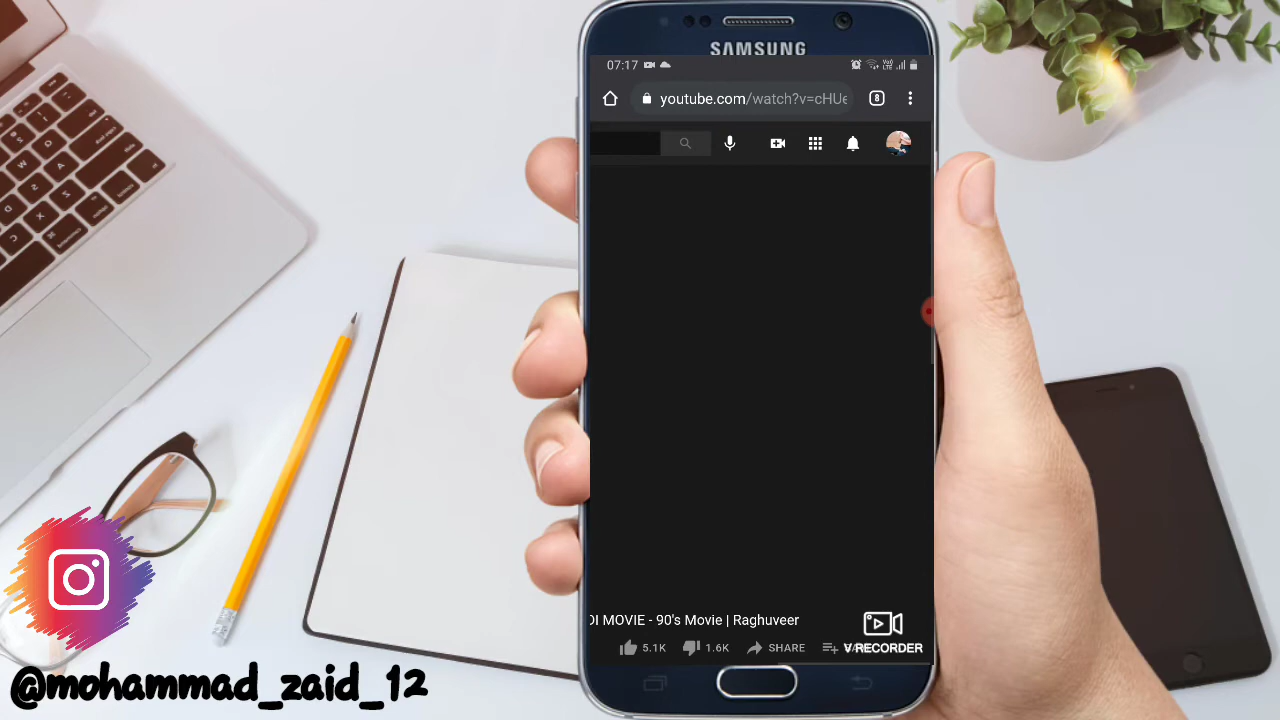 SAMSUNG
07:17
youtube.com/watch?v=cHUe
8
DI MOVIE - 90's Movie | Raghuveer
5.1K 1.6K SHARE
V RECORDER
@mohammad_zaid_12